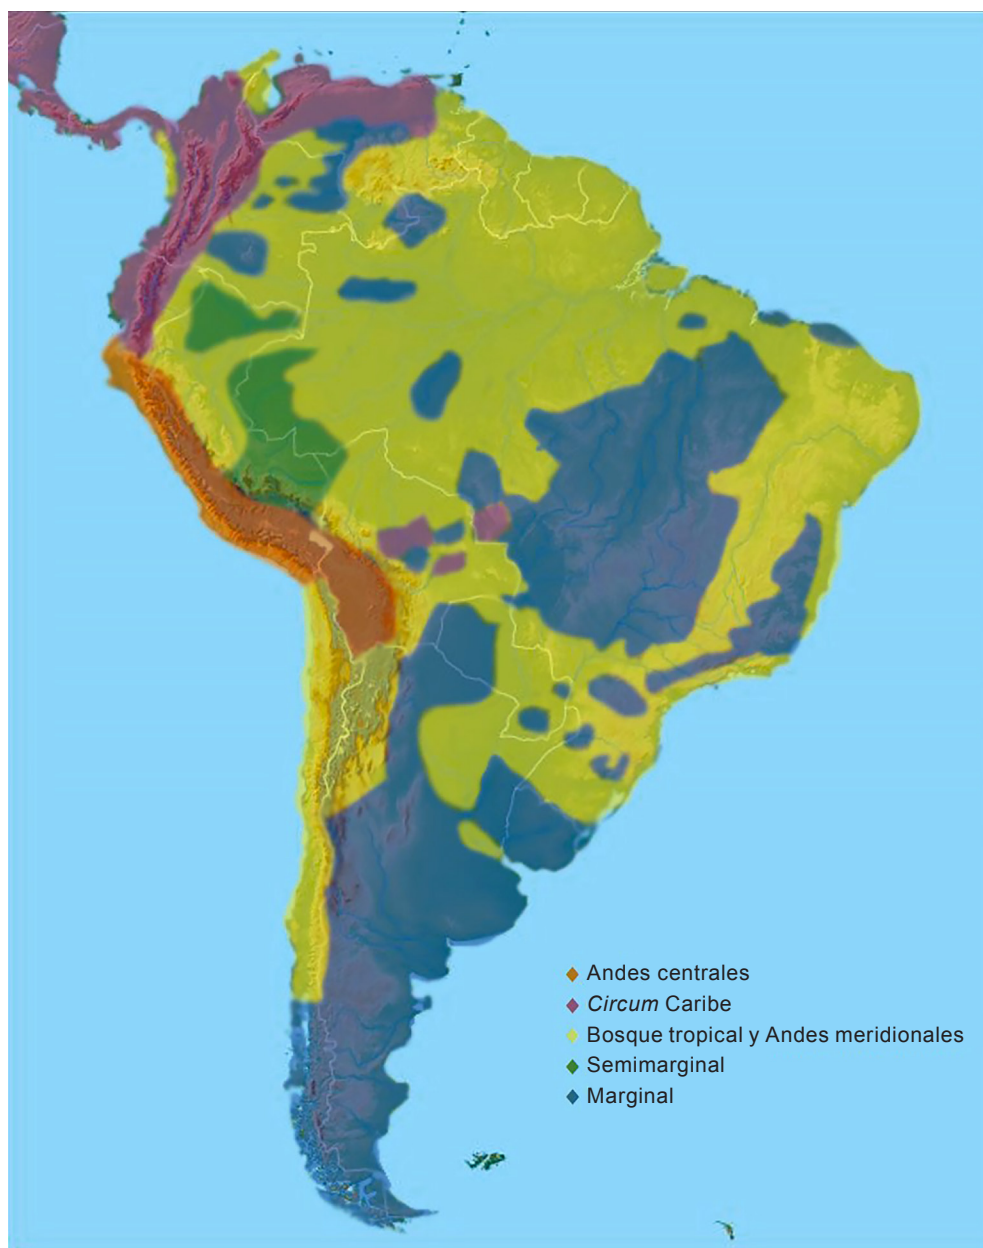 Andes centrales
Circum Caribe
Bosque tropical y Andes meridionales
Semimarginal
Marginal